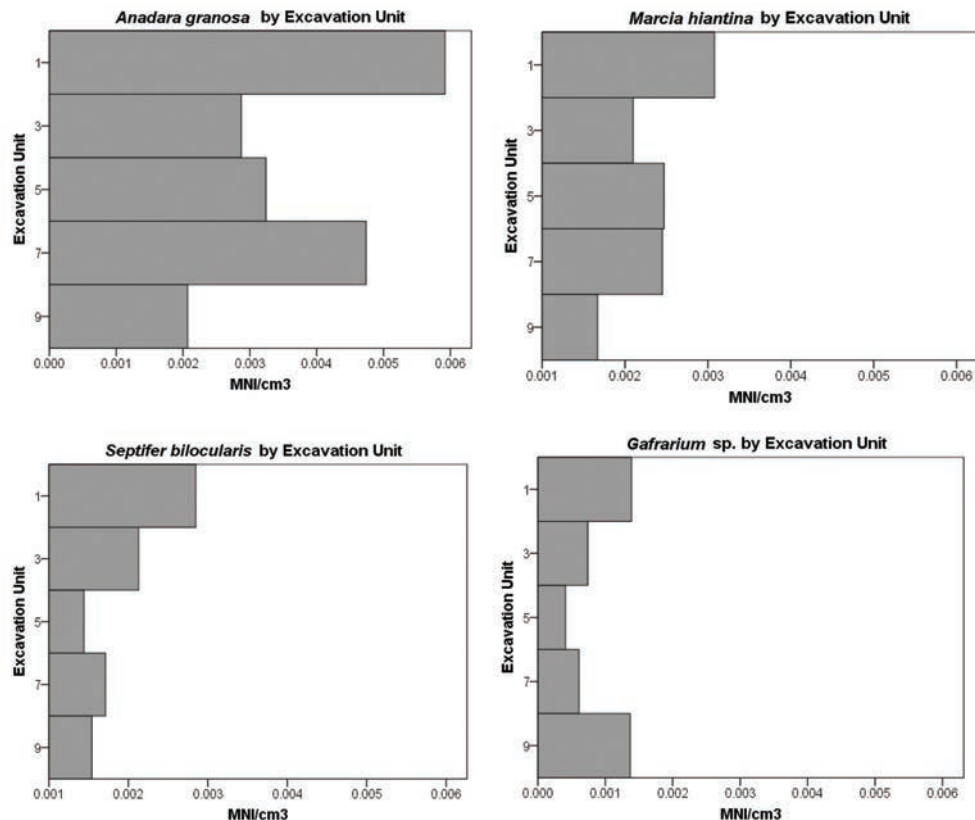 Anadara granosa by Excavation Unit
Excavation Unit
1
3
5
7
9
0.000 0.001 0.002 0.003 0.004 0.005 0.006
MNI/cm3
Marcia hiantina by Excavation Unit
Excavation Unit
1
3
5
7
9
0.001 0.002 0.003 0.004 0.005 0.006
MNI/cm3
Septifer bilocularis by Excavation Unit
Excavation Unit
1
3
5
7
9
0.001 0.002 0.003 0.004 0.005 0.006
MNI/cm3
Gafrarium sp. by Excavation Unit
Excavation Unit
1
3
5
7
9
0.000 0.001 0.002 0.003 0.004 0.005 0.006
MNI/cm3